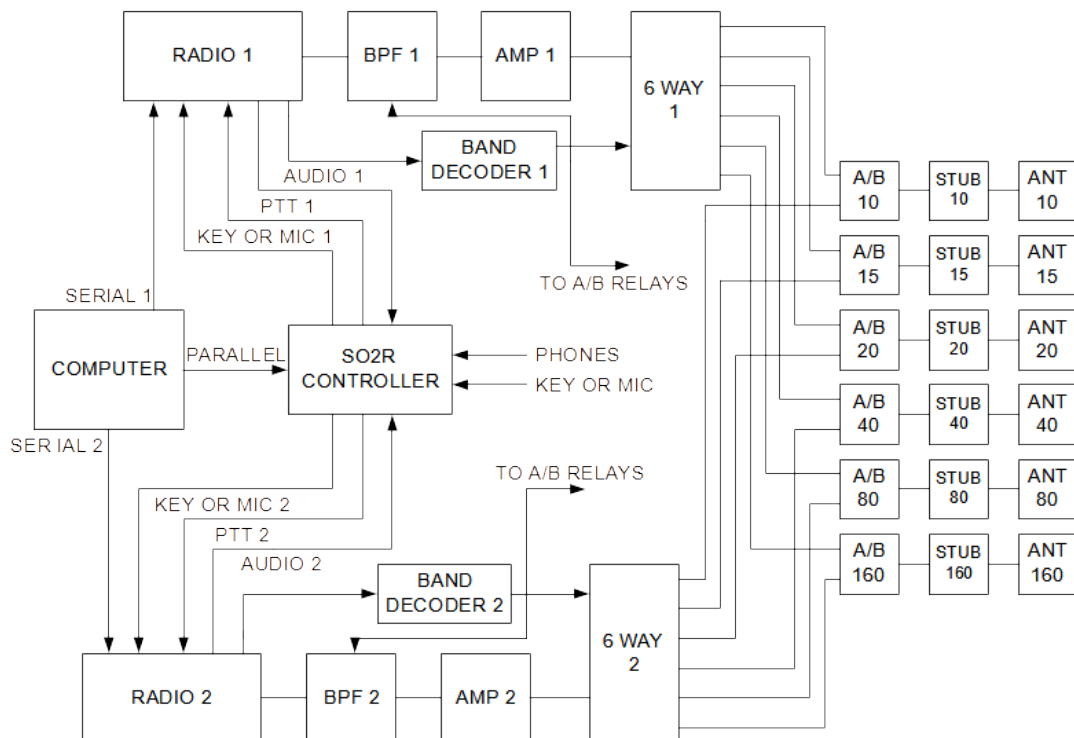 RADIO 1
BPF 1
AMP 1
6 WAY
1
BAND
DECODER 1
AUDIO 1
PTT 1
KEY OR MIC 1
TO A/B RELAYS
SERIAL 1
COMPUTER
PARALLEL
SO2R
CONTROLLER
PHONES
KEY OR MIC
SER IAL 2
TO A/B RELAYS
KEY OR MIC 2
PTT 2
AUDIO 2
BAND
DECODER 2
6 WAY
2
RADIO 2
BPF 2
AMP 2
A/B
10
STUB
10
ANT
10
A/B
15
STUB
15
ANT
15
A/B
20
STUB
20
ANT
20
A/B
40
STUB
40
ANT
40
A/B
80
STUB
80
ANT
80
A/B
160
STUB
160
ANT
160